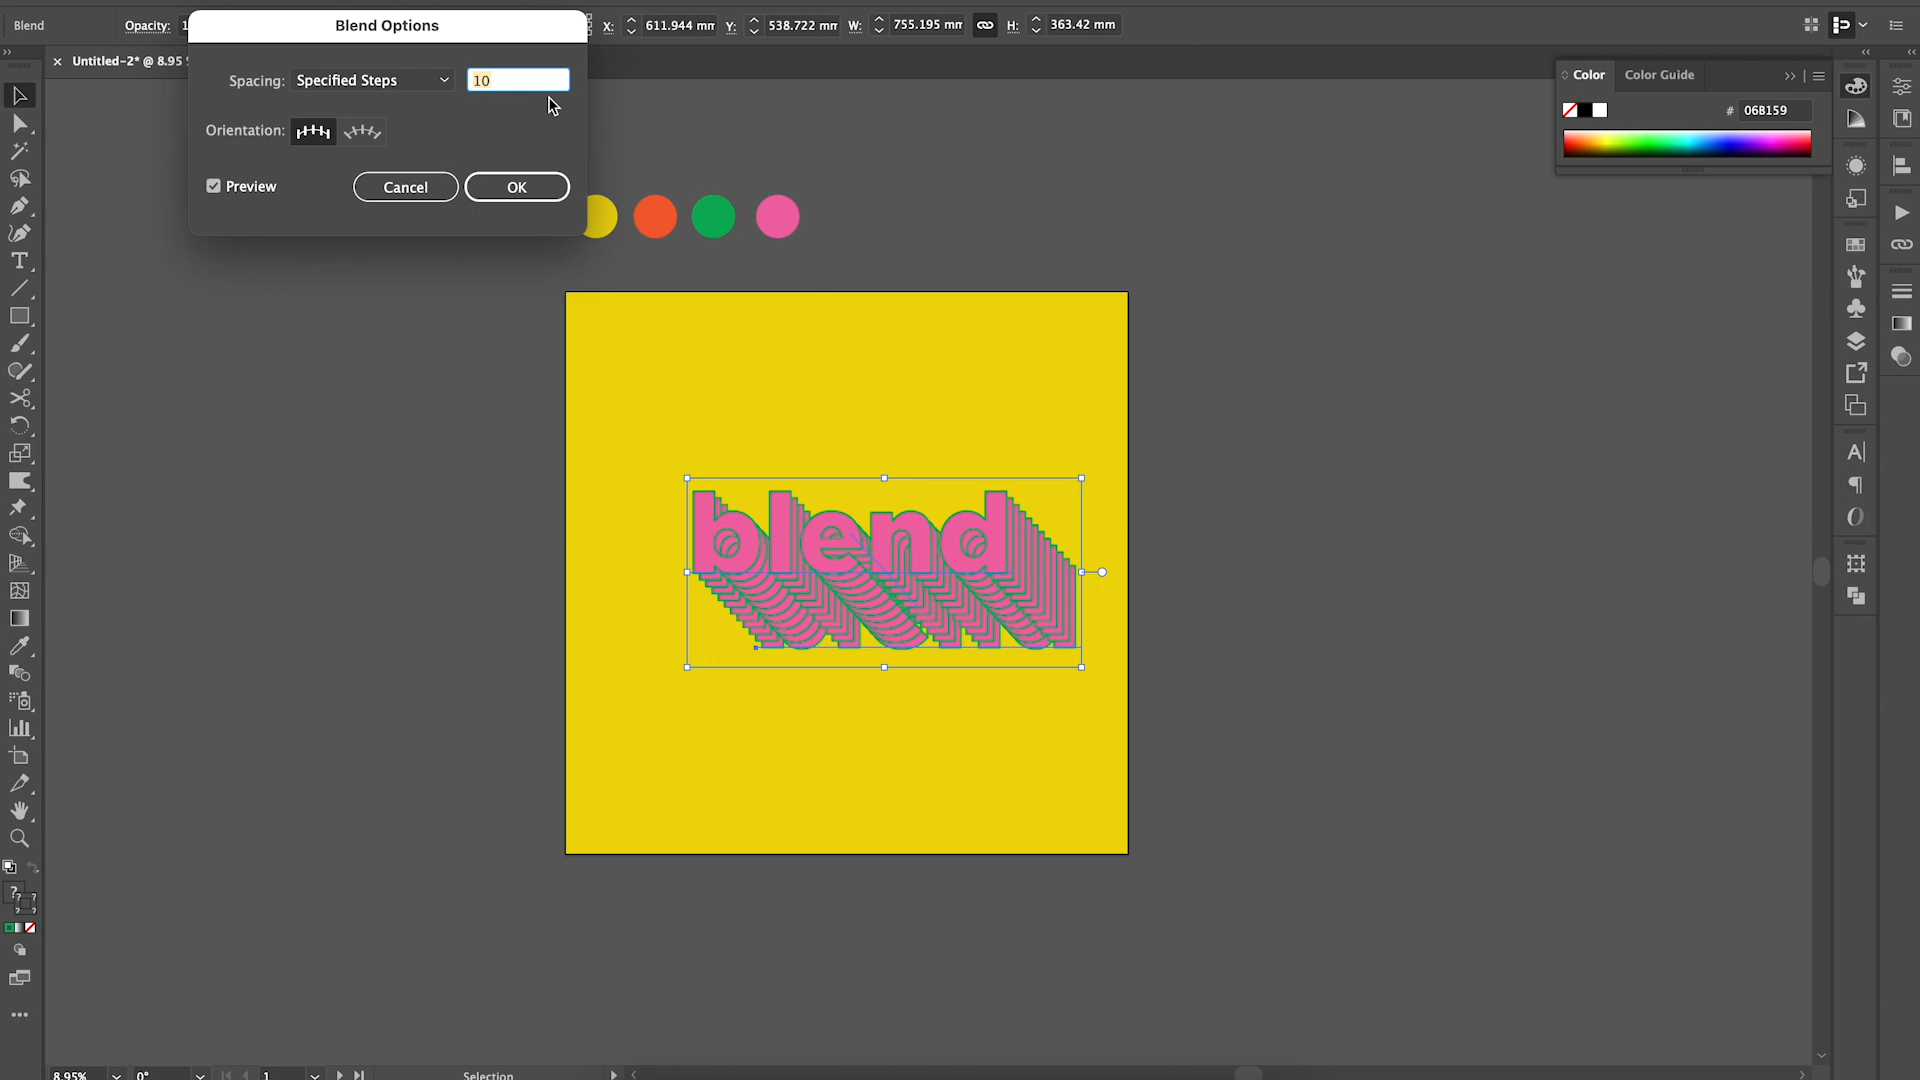 Blend
Opacity:
Blend Options
X:
611.944 mm
Y:
538.722 mm
W:
755.195 mm
H:
363.42 mm
Untitled-2* @ 8.95
Spacing:
Specified Steps
10
Color
Color Guide
Orientation:
# 06B159
Preview
Cancel
OK
blend
8.95%
0°
1
Selection